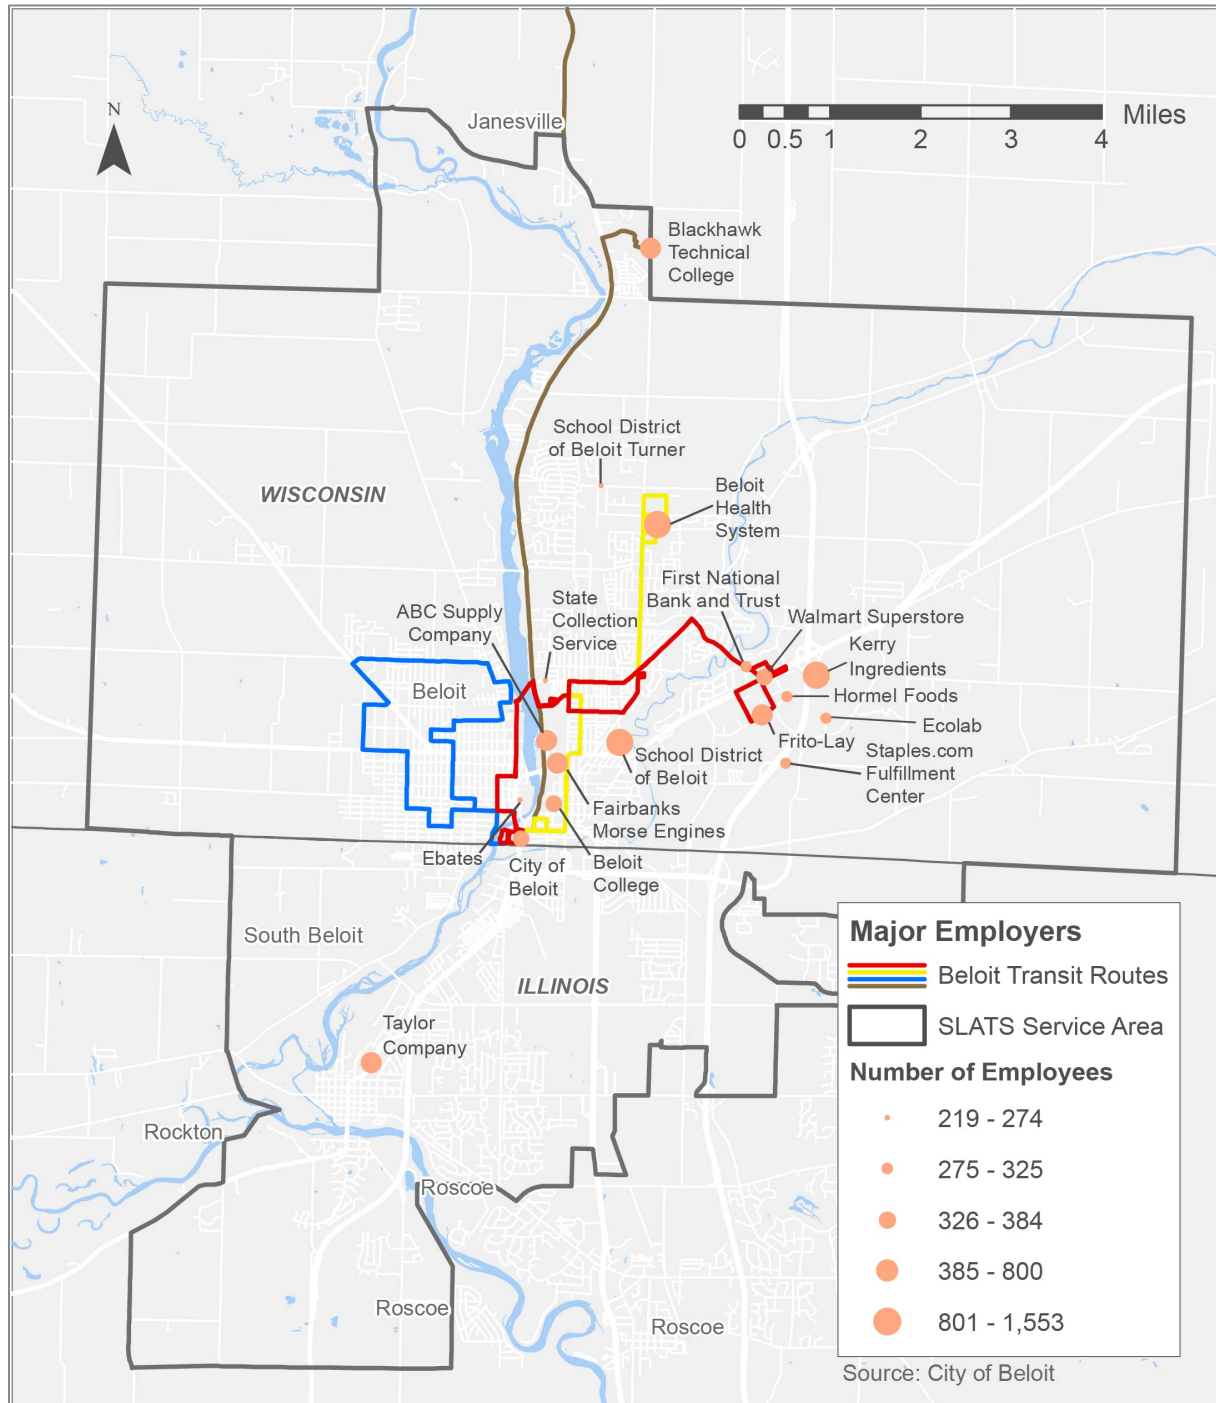 N
Janesville
Miles
0 0.5 1 2 3 4
Blackhawk
Technical
College
School District
of Beloit Turner
WISCONSIN
Beloit
Health
System
First National
Bank and Trust
State
Collection
Service
ABC Supply
Company
Walmart Superstore
Kerry
Ingredients
Beloit
Hormel Foods
Ecolab
Frito-Lay
Staples.com
Fulfillment
Center
School District
of Beloit
Fairbanks
Morse Engines
Ebates
City of
Beloit
Beloit
College
South Beloit
ILLINOIS
Taylor
Company
Rockton
Roscoe
Roscoe
Roscoe
Major Employers
Beloit Transit Routes
SLATS Service Area
Number of Employees
219 - 274
275 - 325
326 - 384
385 - 800
801 - 1,553
Source: City of Beloit